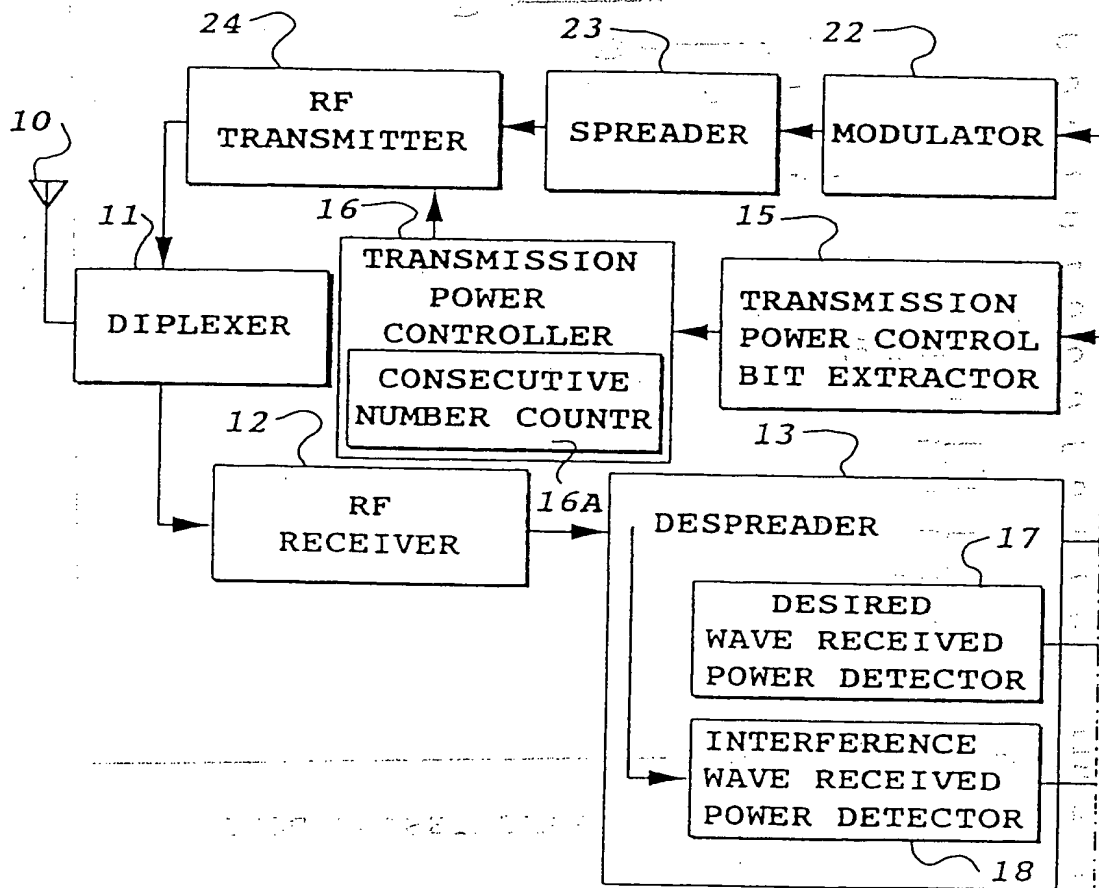 24
23
22
RF
TRANSMITTER
SPREADER
MODULATOR
10
11
16
15
DIPLEXER
TRANSMISSION
POWER
CONTROLLER
CONSECUTIVE
NUMBER COUNTR
16A
TRANSMISSION
POWER CONTROL
BIT EXTRACTOR
12
RF
RECEIVER
13
DESPREADER
17
DESIRED
WAVE RECEIVED
POWER DETECTOR
INTERFERENCE
WAVE RECEIVED
POWER DETECTOR
18